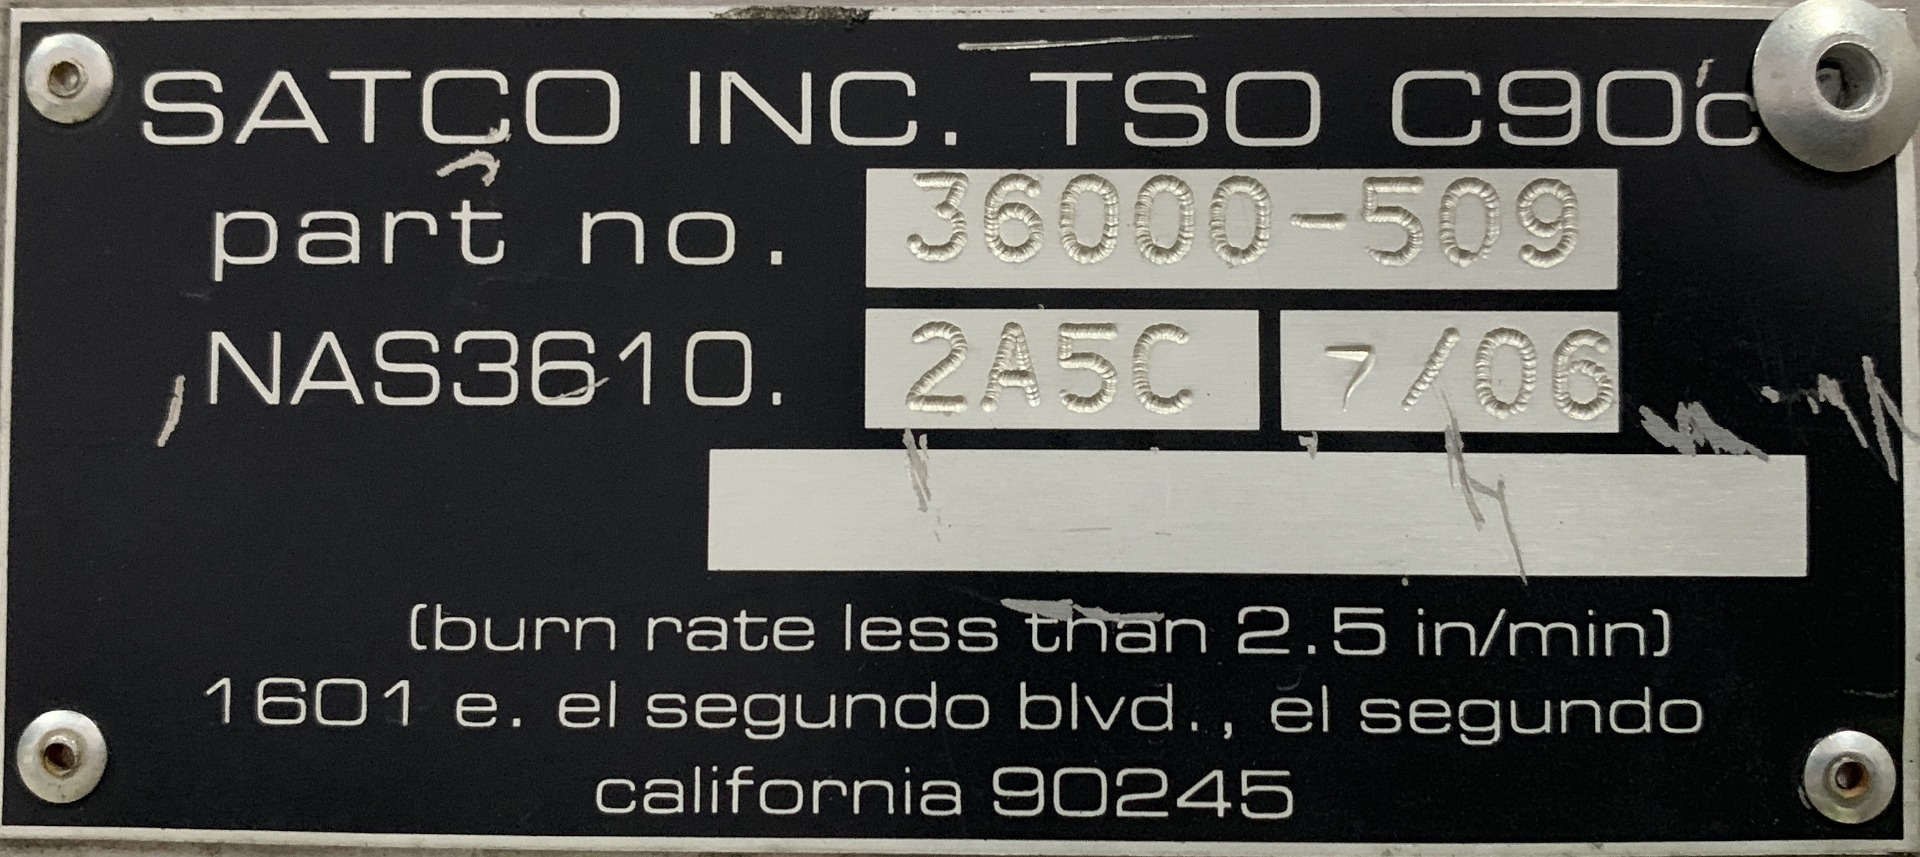 SATCO INC. TSO C90c
part no. 36000-509
NAS3610. 2A5C 7/06
(burn rate less than 2.5 in/min)
1601 e. el segundo blvd., el segundo
california 90245